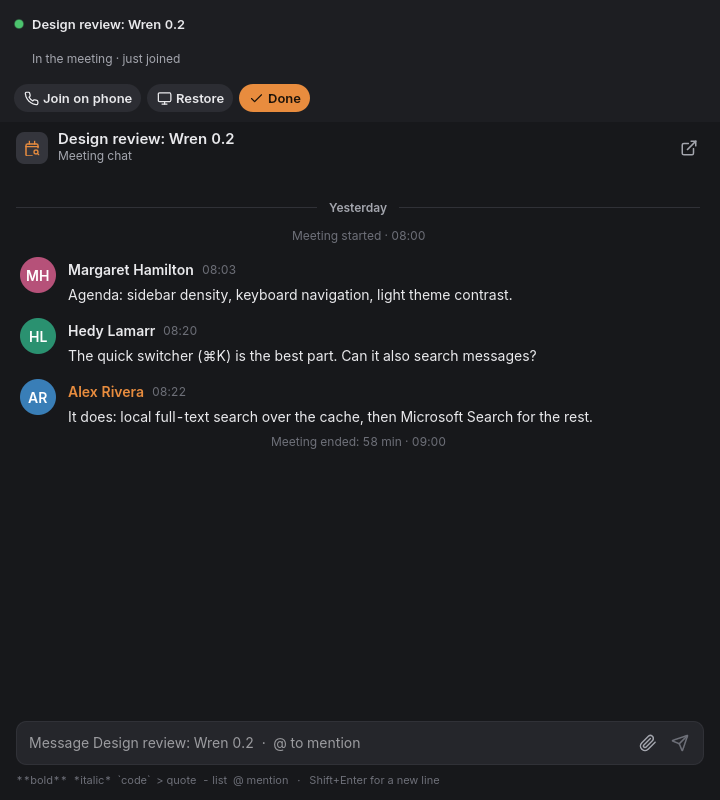 Design review: Wren 0.2
In the meeting · just joined
Join on phone
Restore
Done
Design review: Wren 0.2
Meeting chat
Yesterday
Meeting started · 08:00
MH
Margaret Hamilton 08:03
Agenda: sidebar density, keyboard navigation, light theme contrast.
HL
Hedy Lamarr 08:20
The quick switcher (⌘K) is the best part. Can it also search messages?
AR
Alex Rivera 08:22
It does: local full-text search over the cache, then Microsoft Search for the rest.
Meeting ended: 58 min · 09:00
Message Design review: Wren 0.2 · @ to mention
**bold** *italic* `code` > quote - list @ mention · Shift+Enter for a new line